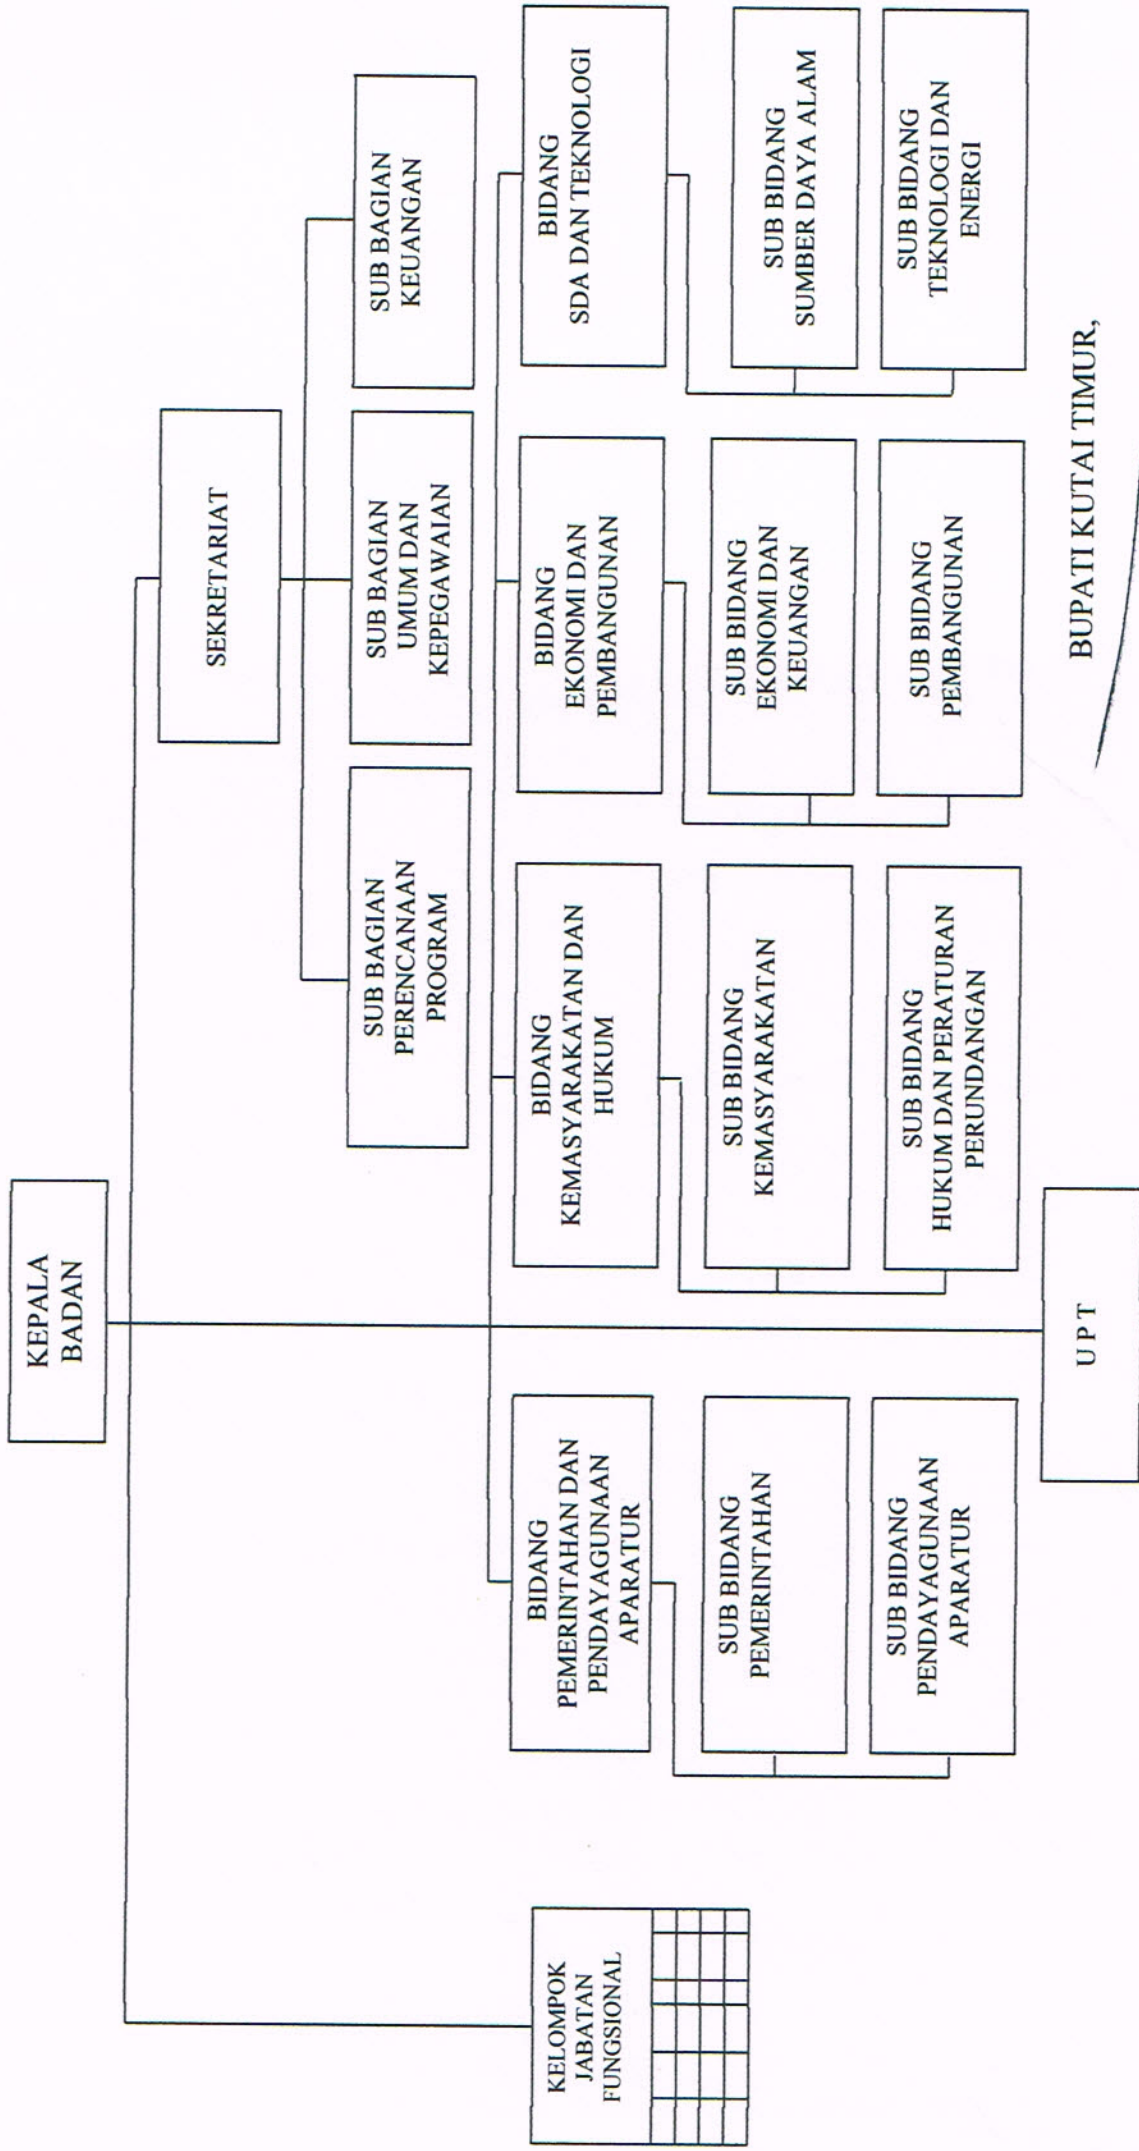 KEPALA
BADAN
SEKRETARIAT
SUB BAGIAN
PERENCANAAN
PROGRAM
SUB BAGIAN
UMUM DAN
KEPEGAWAIAN
SUB BAGIAN
KEUANGAN
KELOMPOK
JABATAN
FUNGSIONAL
BIDANG
PEMERINTAHAN DAN
PENDAYAGUNAAN
APARATUR
BIDANG
KEMASYARAKATAN DAN
HUKUM
BIDANG
EKONOMI DAN
PEMBANGUNAN
BIDANG
SDA DAN TEKNOLOGI
SUB BIDANG
PEMERINTAHAN
SUB BIDANG
KEMASYARAKATAN
SUB BIDANG
EKONOMI DAN
KEUANGAN
SUB BIDANG
SUMBER DAYA ALAM
SUB BIDANG
PENDAYAGUNAAN
APARATUR
SUB BIDANG
HUKUM DAN PERATURAN
PERUNDANGAN
SUB BIDANG
PEMBANGUNAN
SUB BIDANG
TEKNOLOGI DAN
ENERGI
U P T
BUPATI KUTAI TIMUR,